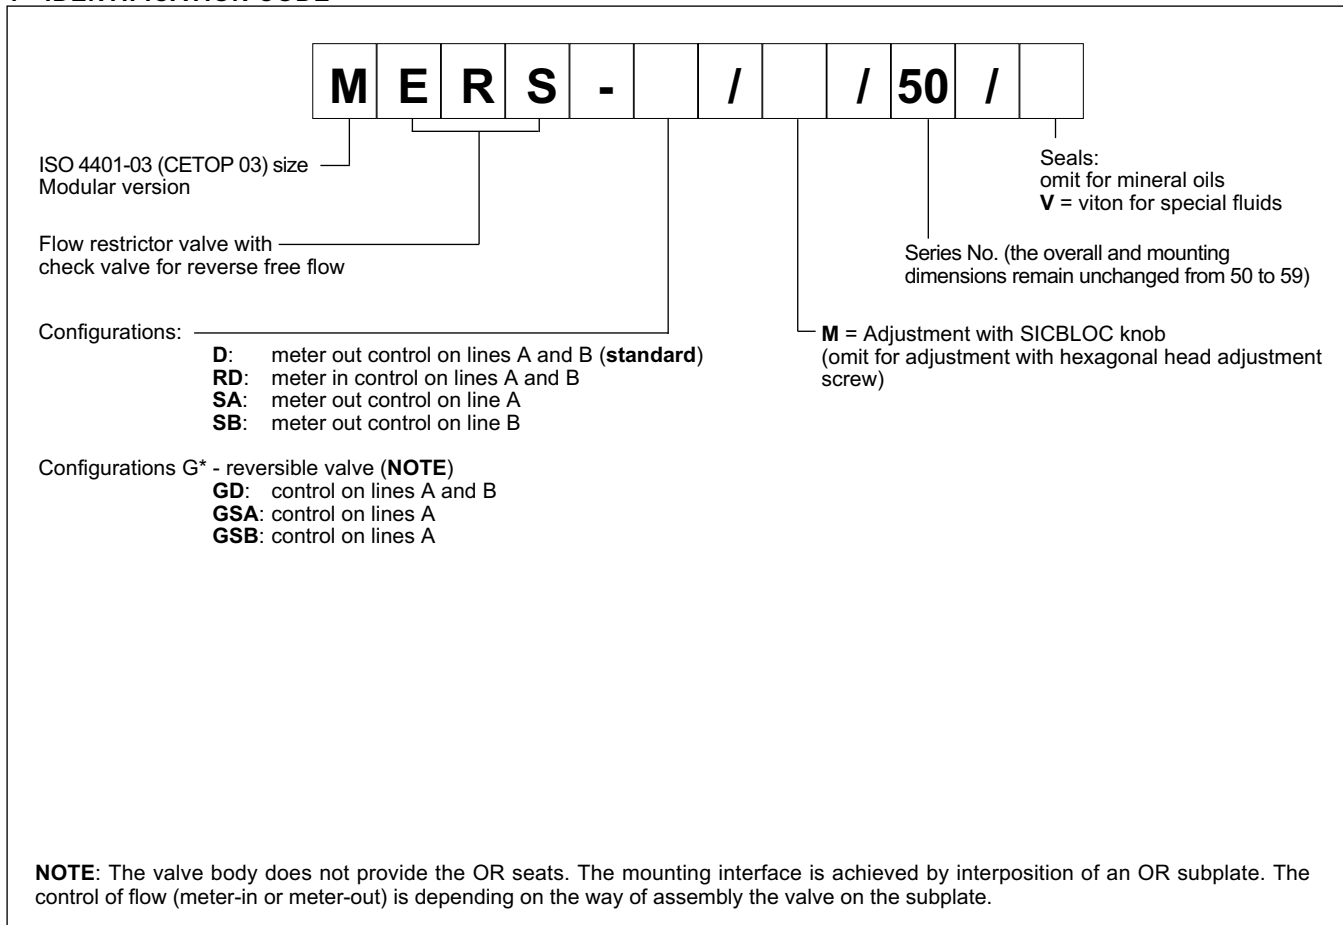 M E R S - / / 50 /
ISO 4401-03 (CETOP 03) size
Modular version
Seals:
omit for mineral oils
V = viton for special fluids
Flow restrictor valve with
check valve for reverse free flow
Series No. (the overall and mounting
dimensions remain unchanged from 50 to 59)
Configurations:
D: meter out control on lines A and B (standard)
RD: meter in control on lines A and B
SA: meter out control on line A
SB: meter out control on line B
M = Adjustment with SICBLOC knob
(omit for adjustment with hexagonal head adjustment
screw)
Configurations G* - reversible valve (NOTE)
GD: control on lines A and B
GSA: control on lines A
GSB: control on lines A
NOTE: The valve body does not provide the OR seats. The mounting interface is achieved by interposition of an OR subplate. The
control of flow (meter-in or meter-out) is depending on the way of assembly the valve on the subplate.